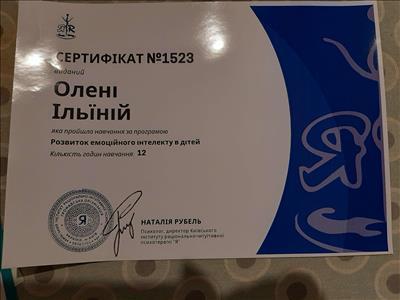 СЕРТИФІКАТ №1523
виданий
Олені
Ільїній
яка пройшла навчання за програмою
Розвиток емоційного інтелекту в дітей
Кількість годин навчання: 12
НАТАЛІЯ РУБЕЛЬ
Психолог, директор Київського
інституту раціонально-інтуїтивної
психотерапії "Я"
Я